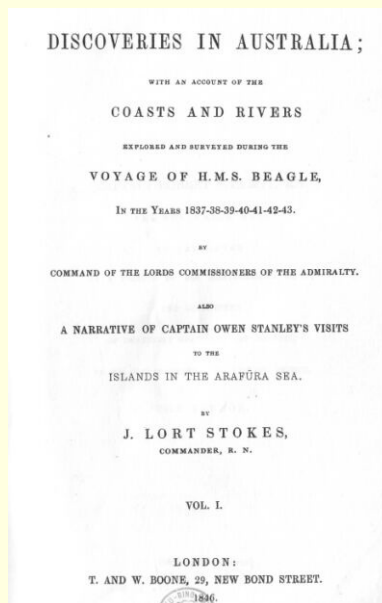 DISCOVERIES IN AUSTRALIA;
WITH AN ACCOUNT OF THE
COASTS AND RIVERS
EXPLORED AND SURVEYED DURING THE
VOYAGE OF H.M.S. BEAGLE,
IN THE YEARS 1837-38-39-40-41-42-43.
BY
COMMAND OF THE LORDS COMMISSIONERS OF THE ADMIRALTY.
ALSO
A NARRATIVE OF CAPTAIN OWEN STANLEY'S VISITS
TO THE
ISLANDS IN THE ARAFÛRA SEA.
BY
J. LORT STOKES,
COMMANDER, R. N.
VOL. I.
LONDON:
T. AND W. BOONE, 29, NEW BOND STREET.
1846.